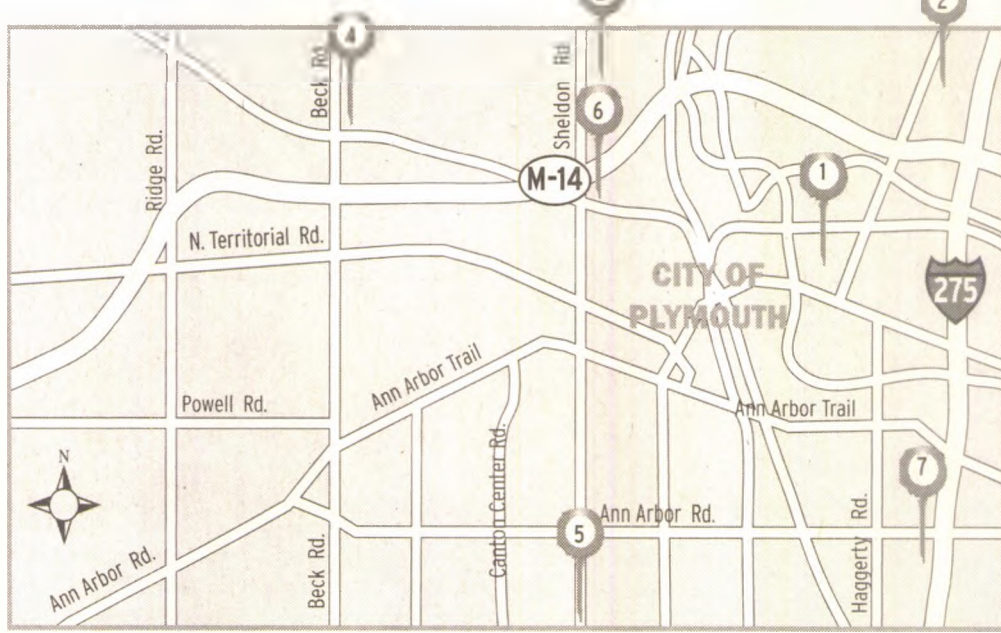 2
4
Beck Rd.
Sheldon Rd.
6
Ridge Rd.
M-14
1
N. Territorial Rd.
CITY OF
PLYMOUTH
275
Ann Arbor Trail
Powell Rd.
Ann Arbor Trail
N
Canton Center Rd.
7
Ann Arbor Rd.
5
Haggerty Rd.
Beck Rd.
Ann Arbor Rd.